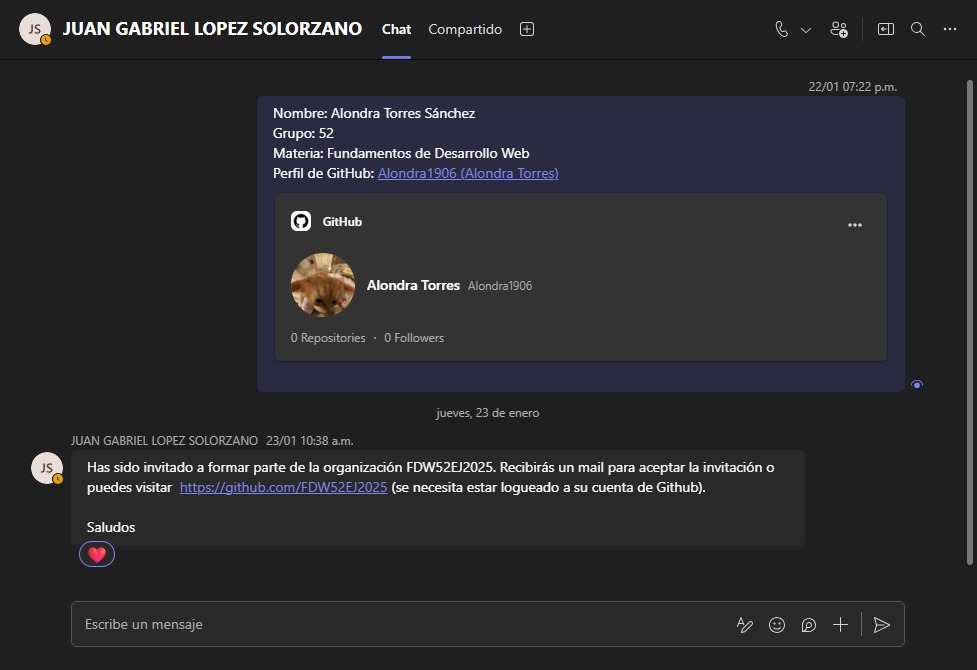 JS
JUAN GABRIEL LOPEZ SOLORZANO Chat Compartido
22/01 07:22 p.m.
Nombre: Alondra Torres Sánchez
Grupo: 52
Materia: Fundamentos de Desarrollo Web
Perfil de GitHub: Alondra1906 (Alondra Torres)
GitHub
Alondra Torres Alondra1906
0 Repositories · 0 Followers
jueves, 23 de enero
JUAN GABRIEL LOPEZ SOLORZANO 23/01 10:38 a.m.
JS
Has sido invitado a formar parte de la organización FDW52EJ2025. Recibirás un mail para aceptar la invitación o
puedes visitar https://github.com/FDW52EJ2025 (se necesita estar logueado a su cuenta de Github).
Saludos
Escribe un mensaje